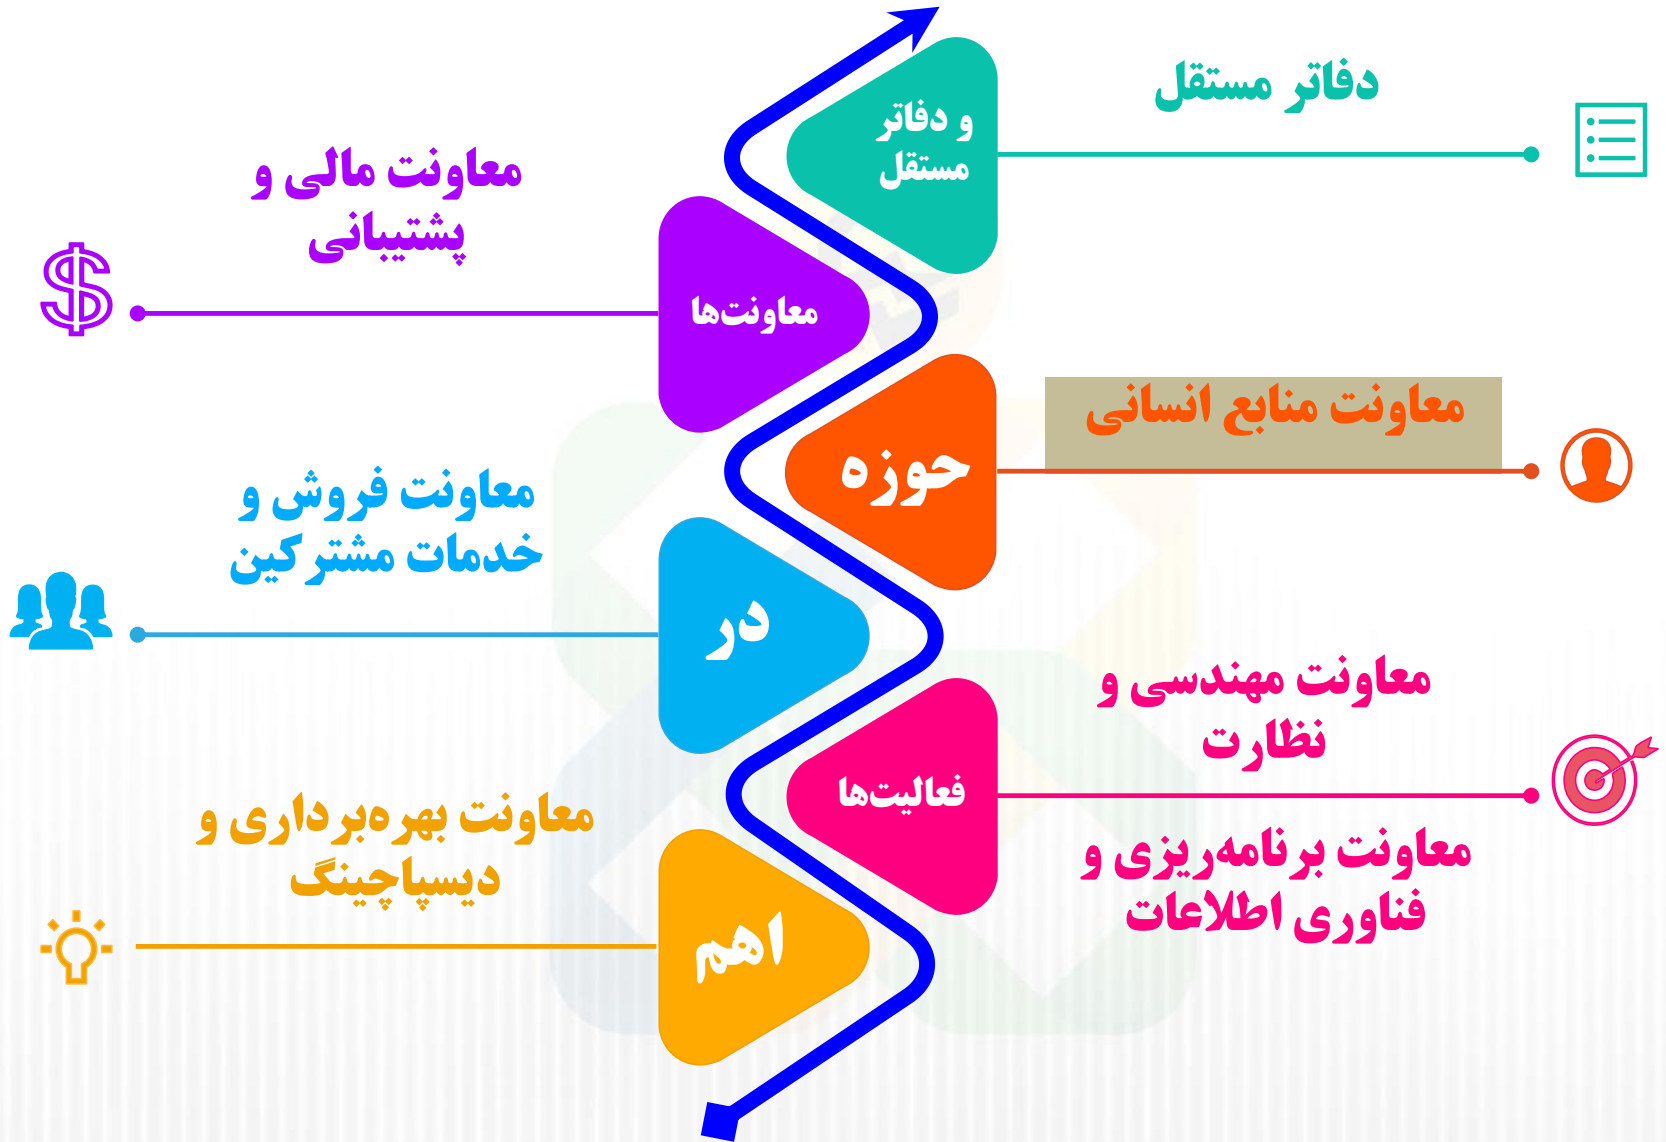 دفاتر مستقل
و دفاتر
مستقل
معاونت مالی و
پشتیبانی
معاونت‌ها
معاونت منابع انسانی
حوزه
معاونت فروش و
خدمات مشترکین
در
معاونت مهندسی و
نظارت
فعالیت‌ها
معاونت برنامه‌ریزی و
فناوری اطلاعات
معاونت بهره‌برداری و
دیسپاچینگ
اهم